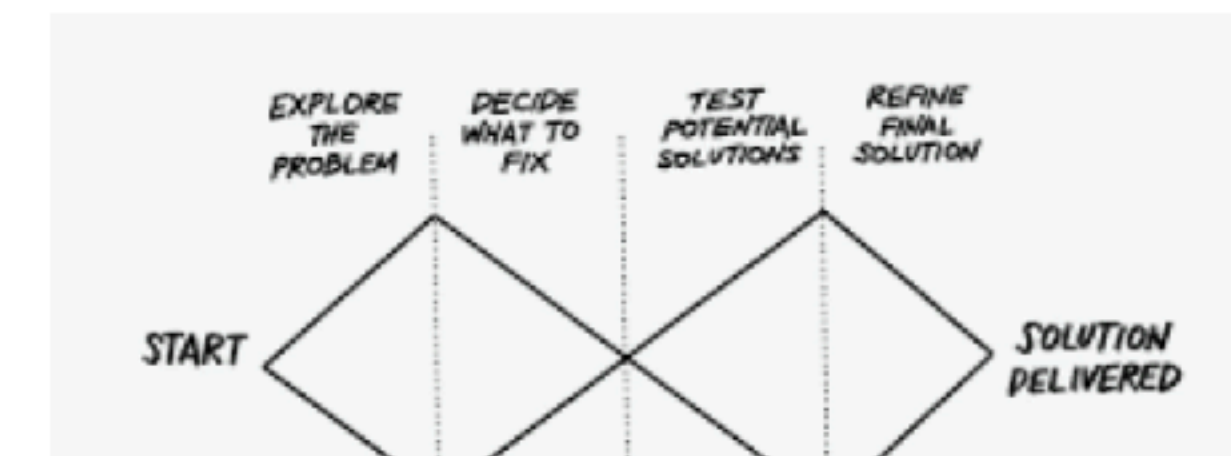 EXPLORE
THE
PROBLEM
DECIDE
WHAT TO
FIX
TEST
POTENTIAL
SOLUTIONS
REFINE
FINAL
SOLUTION
START
SOLUTION
DELIVERED